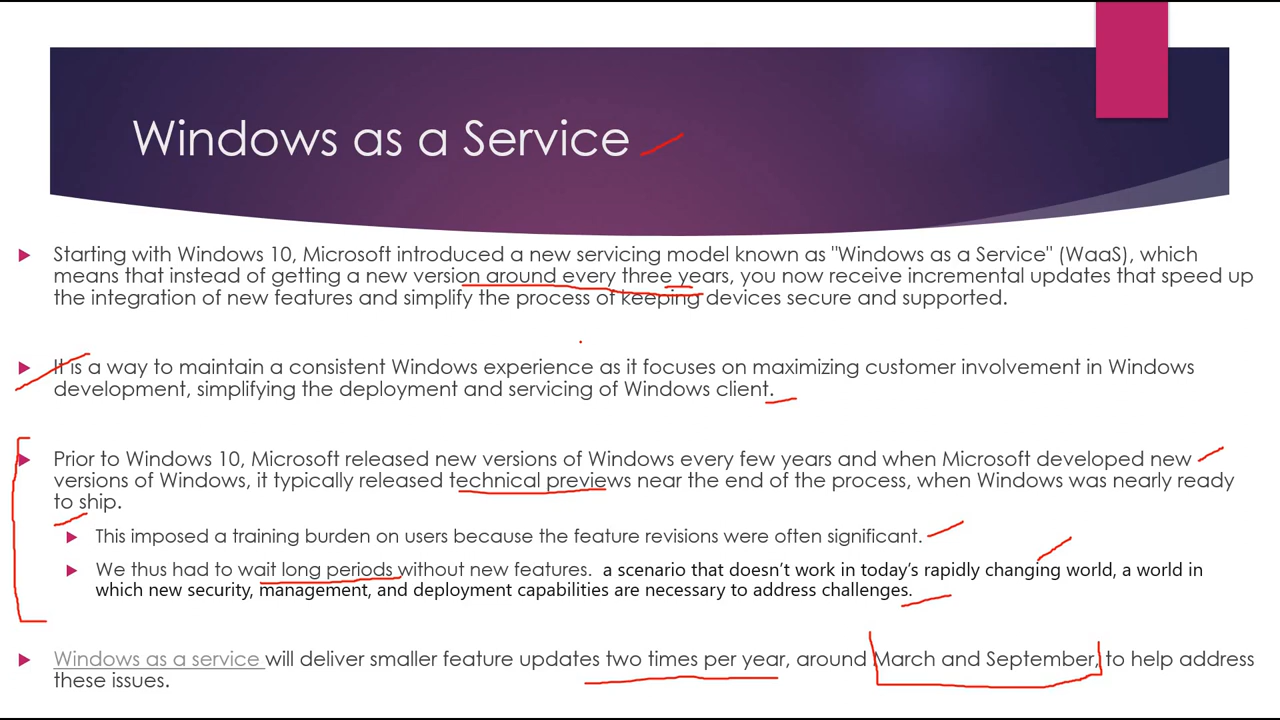 Windows as a Service
Starting with Windows 10, Microsoft introduced a new servicing model known as "Windows as a Service" (WaaS), which
means that instead of getting a new version around every three years, you now receive incremental updates that speed up
the integration of new features and simplify the process of keeping devices secure and supported.
It is a way to maintain a consistent Windows experience as it focuses on maximizing customer involvement in Windows
development, simplifying the deployment and servicing of Windows client.
Prior to Windows 10, Microsoft released new versions of Windows every few years and when Microsoft developed new
versions of Windows, it typically released technical previews near the end of the process, when Windows was nearly ready
to ship.
This imposed a training burden on users because the feature revisions were often significant.
We thus had to wait long periods without new features. a scenario that doesn’t work in today’s rapidly changing world, a world in
which new security, management, and deployment capabilities are necessary to address challenges.
Windows as a service will deliver smaller feature updates two times per year, around March and September, to help address
these issues.